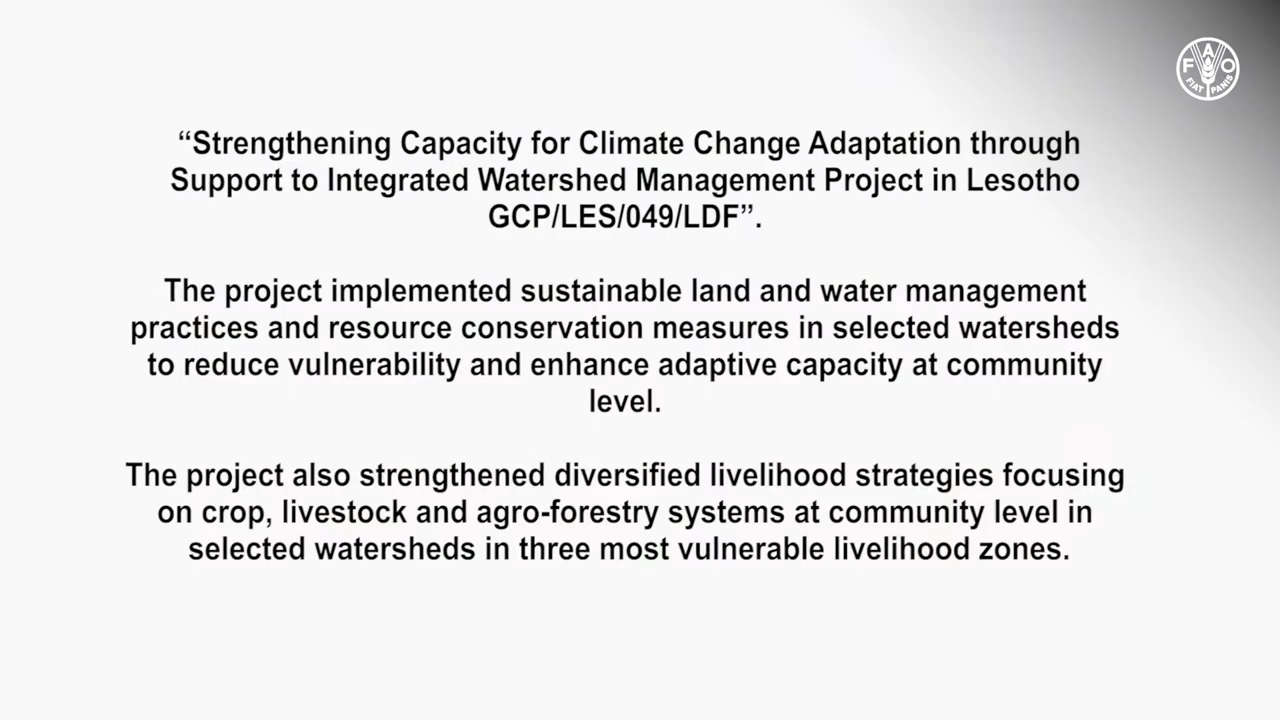 FAO
FIAT PANIS
“Strengthening Capacity for Climate Change Adaptation through
Support to Integrated Watershed Management Project in Lesotho
GCP/LES/049/LDF”.
The project implemented sustainable land and water management
practices and resource conservation measures in selected watersheds
to reduce vulnerability and enhance adaptive capacity at community
level.
The project also strengthened diversified livelihood strategies focusing
on crop, livestock and agro-forestry systems at community level in
selected watersheds in three most vulnerable livelihood zones.